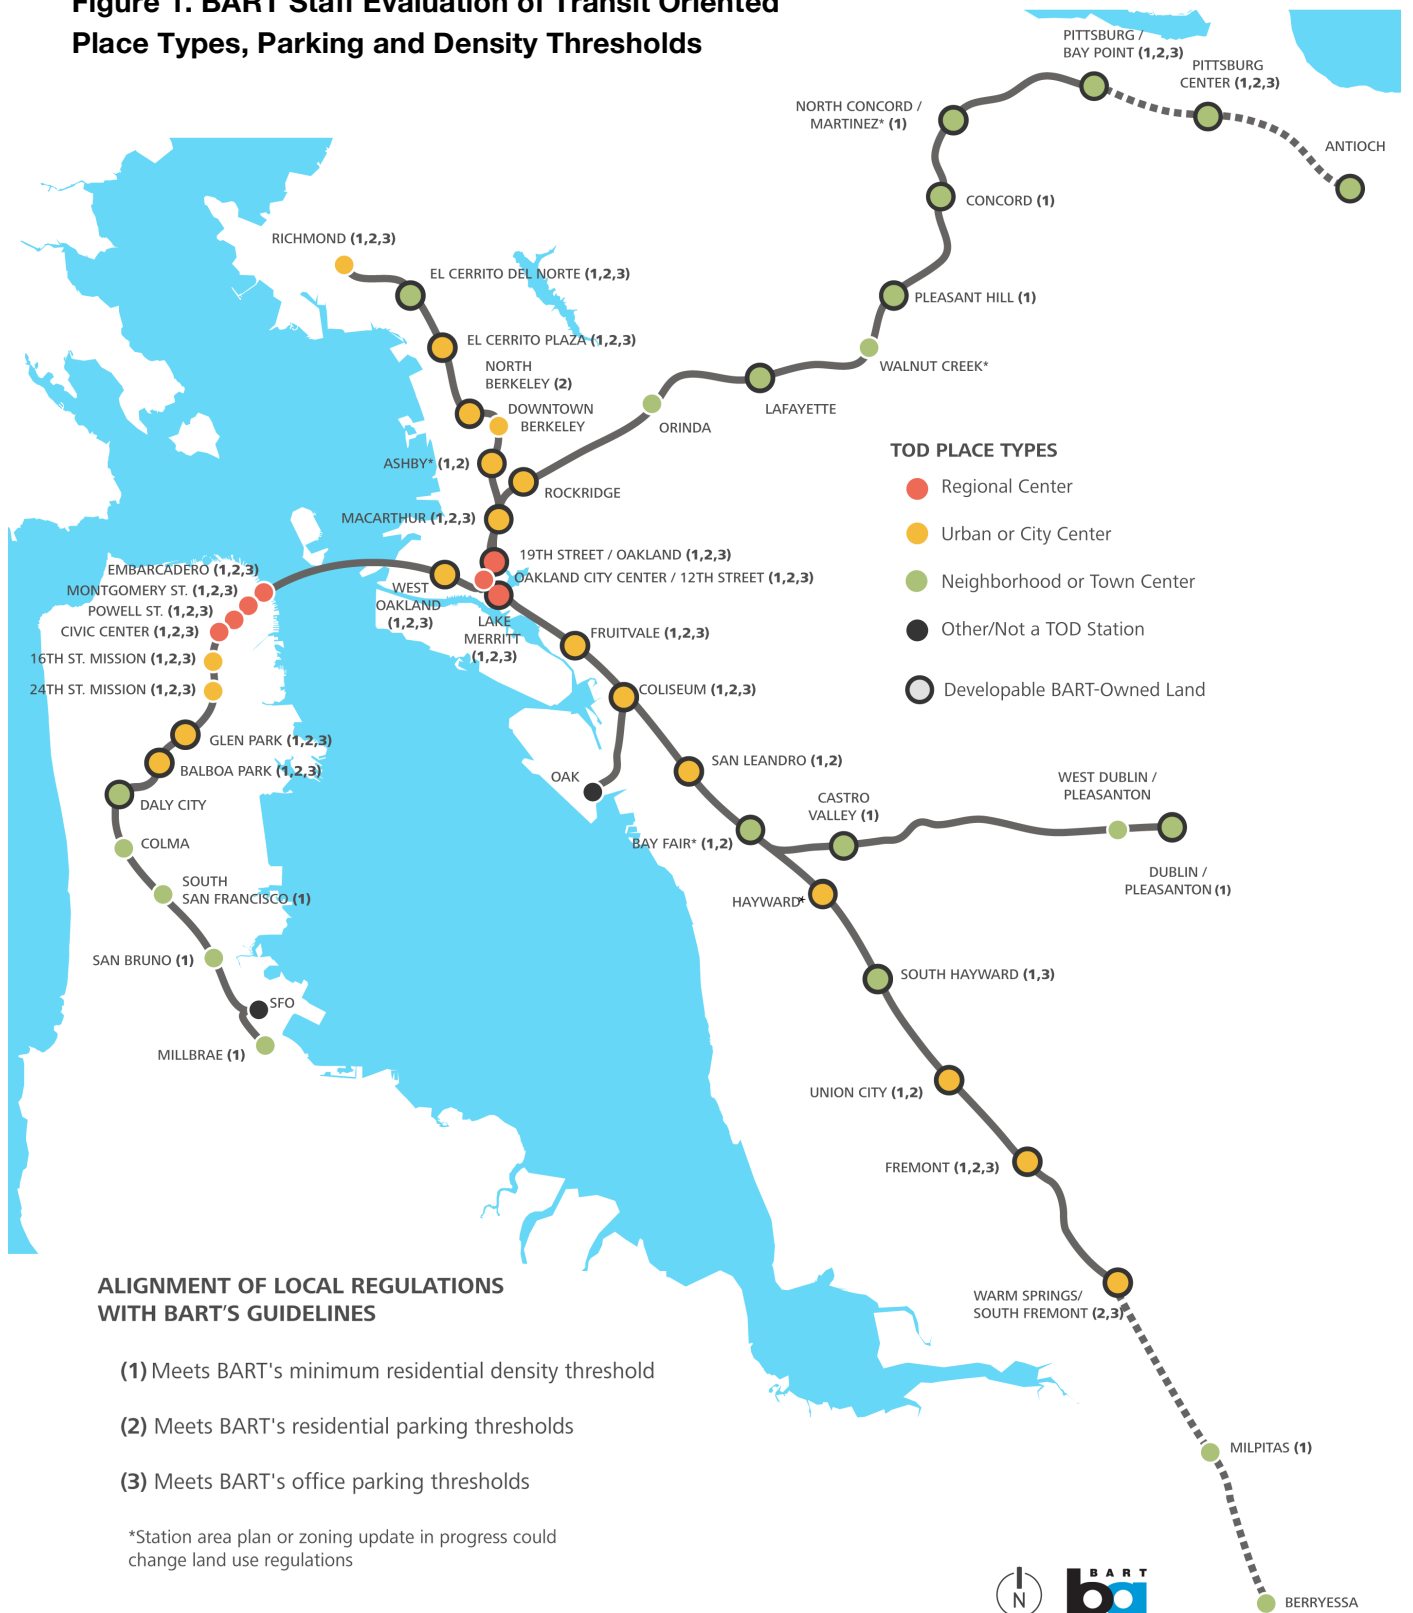 Figure 1. BART Staff Evaluation of Transit Oriented
Place Types, Parking and Density Thresholds
PITTSBURG /
BAY POINT (1,2,3)
PITTSBURG
CENTER (1,2,3)
NORTH CONCORD /
MARTINEZ* (1)
ANTIOCH
CONCORD (1)
RICHMOND (1,2,3)
EL CERRITO DEL NORTE (1,2,3)
PLEASANT HILL (1)
EL CERRITO PLAZA (1,2,3)
NORTH
BERKELEY (2)
WALNUT CREEK*
DOWNTOWN
BERKELEY
LAFAYETTE
ORINDA
ASHBY* (1,2)
ROCKRIDGE
MACARTHUR (1,2,3)
19TH STREET / OAKLAND (1,2,3)
OAKLAND CITY CENTER / 12TH STREET (1,2,3)
EMBARCADERO (1,2,3)
MONTGOMERY ST. (1,2,3)
POWELL ST. (1,2,3)
CIVIC CENTER (1,2,3)
16TH ST. MISSION (1,2,3)
24TH ST. MISSION (1,2,3)
WEST
OAKLAND
(1,2,3)
LAKE
MERRITT
(1,2,3)
FRUITVALE (1,2,3)
COLISEUM (1,2,3)
TOD PLACE TYPES
Regional Center
Urban or City Center
Neighborhood or Town Center
Other/Not a TOD Station
Developable BART-Owned Land
GLEN PARK (1,2,3)
BALBOA PARK (1,2,3)
DALY CITY
COLMA
SOUTH
SAN FRANCISCO (1)
SAN BRUNO (1)
SFO
MILLBRAE (1)
OAK
SAN LEANDRO (1,2)
CASTRO
VALLEY (1)
WEST DUBLIN /
PLEASANTON
BAY FAIR* (1,2)
DUBLIN /
PLEASANTON (1)
HAYWARD*
SOUTH HAYWARD (1,3)
UNION CITY (1,2)
FREMONT (1,2,3)
WARM SPRINGS/
SOUTH FREMONT (2,3)
MILPITAS (1)
BERRYESSA
ALIGNMENT OF LOCAL REGULATIONS
WITH BART'S GUIDELINES
(1) Meets BART's minimum residential density threshold
(2) Meets BART's residential parking thresholds
(3) Meets BART's office parking thresholds
*Station area plan or zoning update in progress could
change land use regulations
N
BART
ba